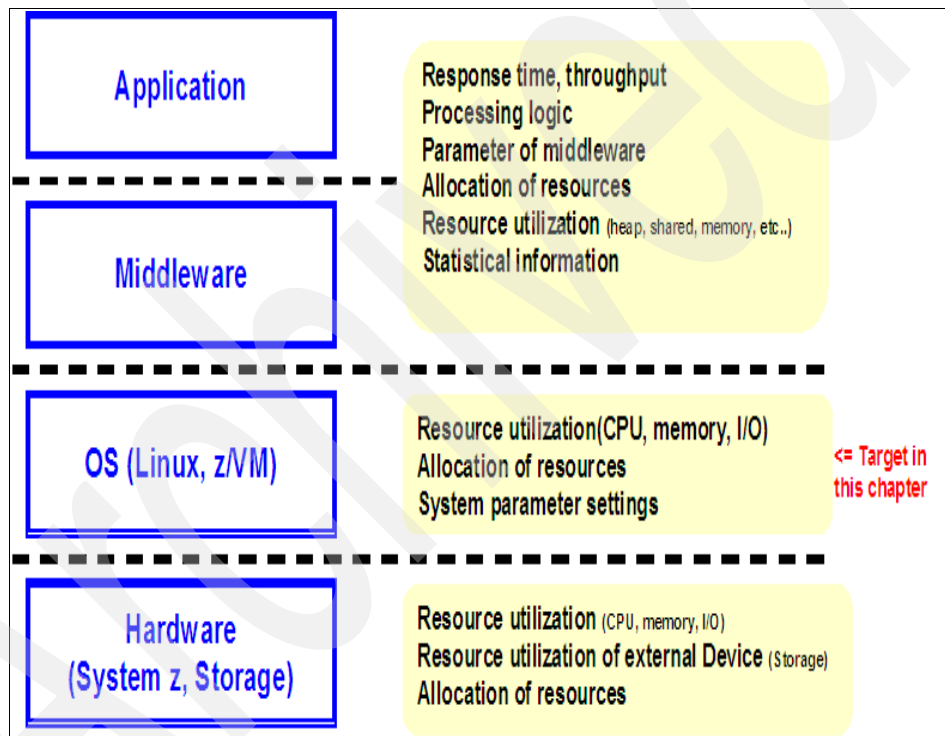 Application
Response time, throughput
Processing logic
Parameter of middleware
Allocation of resources
Resource utilization (heap, shared, memory, etc..)
Statistical information
Middleware
OS (Linux, z/VM)
Resource utilization(CPU, memory, I/O)
Allocation of resources
System parameter settings
<= Target in
this chapter
Hardware
(System z, Storage)
Resource utilization (CPU, memory, I/O)
Resource utilization of external Device (Storage)
Allocation of resources
Archived